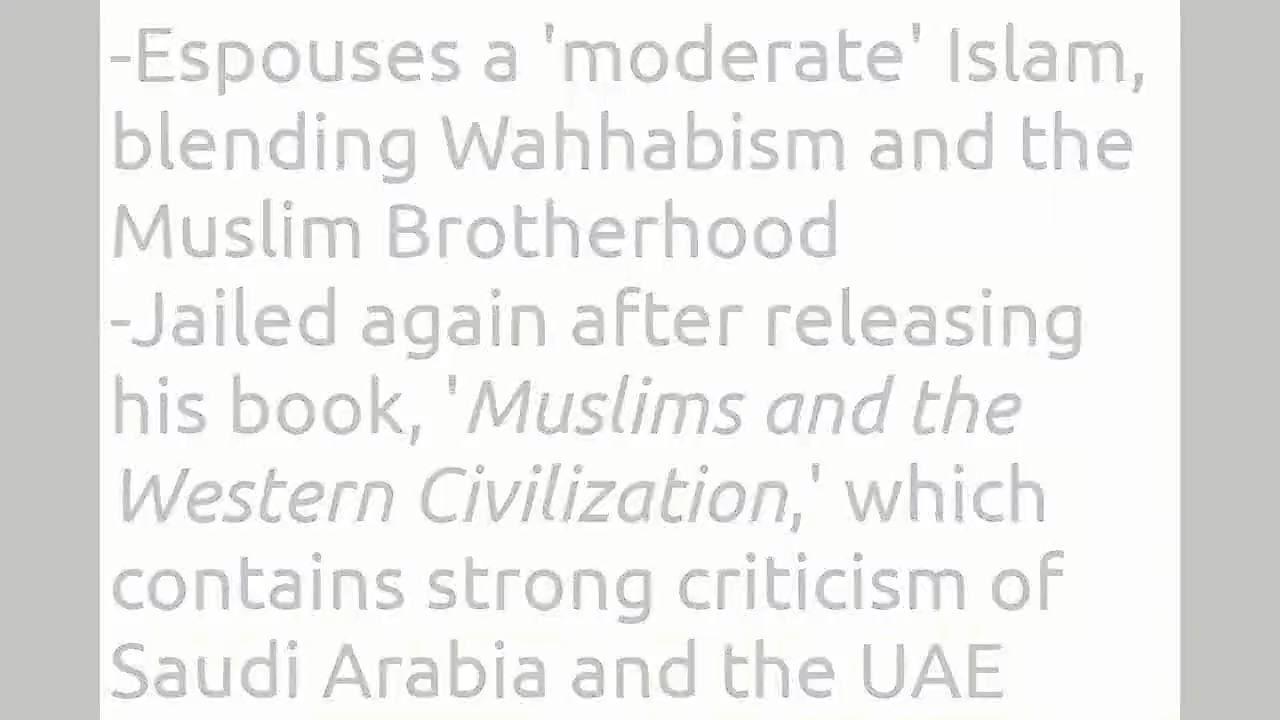 -Espouses a 'moderate' Islam,
blending Wahhabism and the
Muslim Brotherhood
-Jailed again after releasing
his book, 'Muslims and the
Western Civilization,' which
contains strong criticism of
Saudi Arabia and the UAE